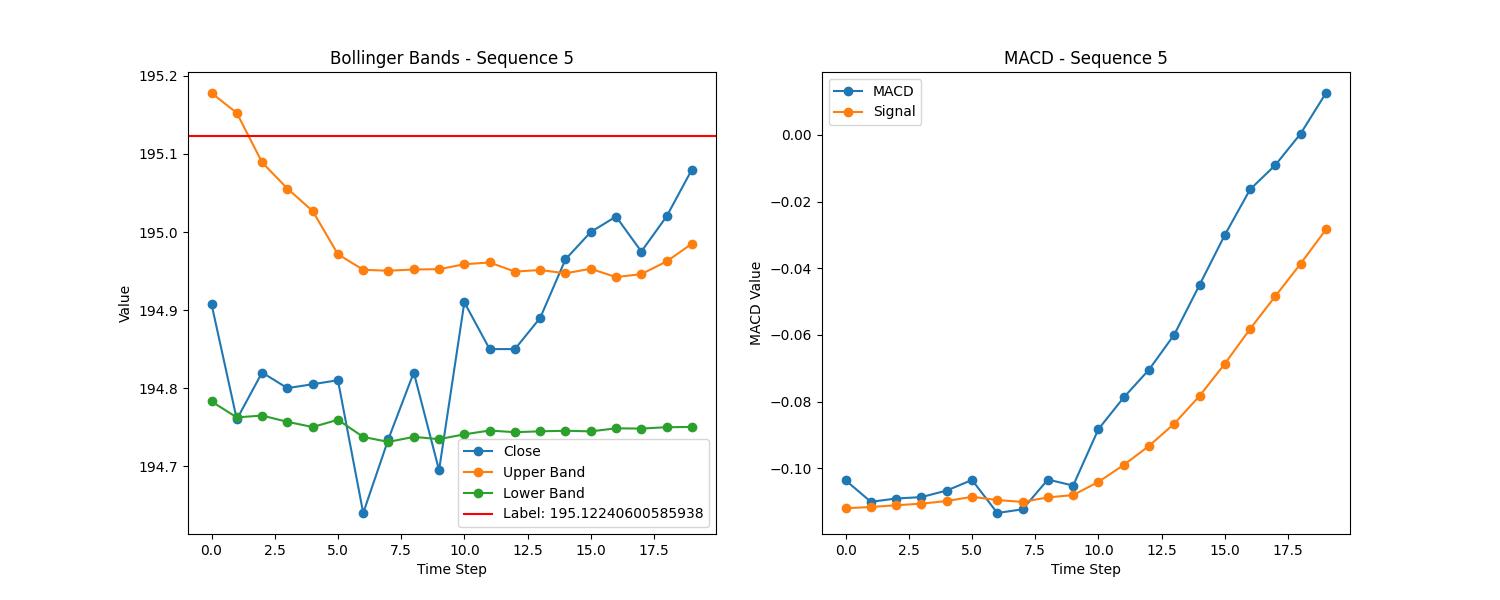 Bollinger Bands - Sequence 5
195.2
195.1
195.0
194.9
194.8
194.7
Value
0.0 2.5 5.0 7.5 10.0 12.5 15.0 17.5
Time Step
Close
Upper Band
Lower Band
Label: 195.12240600585938
MACD - Sequence 5
MACD
Signal
0.00
−0.02
−0.04
−0.06
−0.08
−0.10
MACD Value
0.0 2.5 5.0 7.5 10.0 12.5 15.0 17.5
Time Step